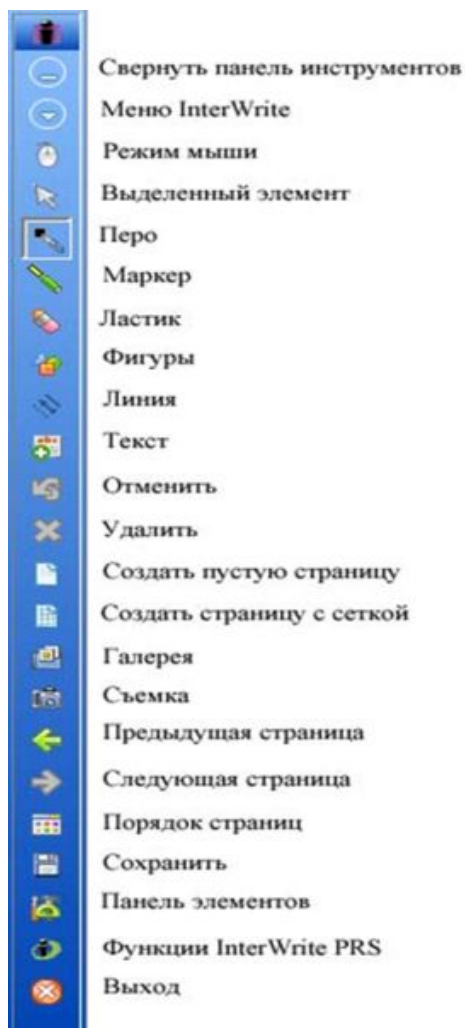 Свернуть панель инструментов
Меню InterWrite
Режим мыши
Выделенный элемент
Перо
Маркер
Ластик
Фигуры
Линия
Текст
Отменить
Удалить
Создать пустую страницу
Создать страницу с сеткой
Галерея
Съемка
Предыдущая страница
Следующая страница
Порядок страниц
Сохранить
Панель элементов
Функции InterWrite PRS
Выход